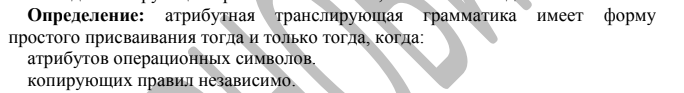 Определение: атрибутная транслирующая грамматика имеет форму
простого присваивания тогда и только тогда, когда:
атрибутов операционных символов.
копирующих правил независимо.